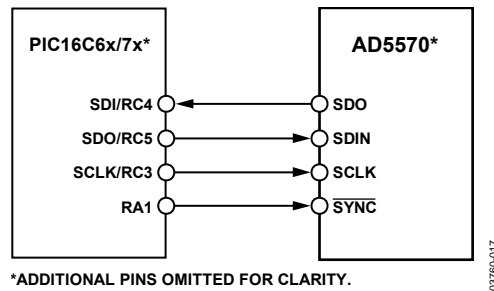 PIC16C6x/7x*
AD5570*
SDI/RC4
SDO
SDO/RC5
SDIN
SCLK/RC3
SCLK
RA1
SYNC
*ADDITIONAL PINS OMITTED FOR CLARITY.
03760-017